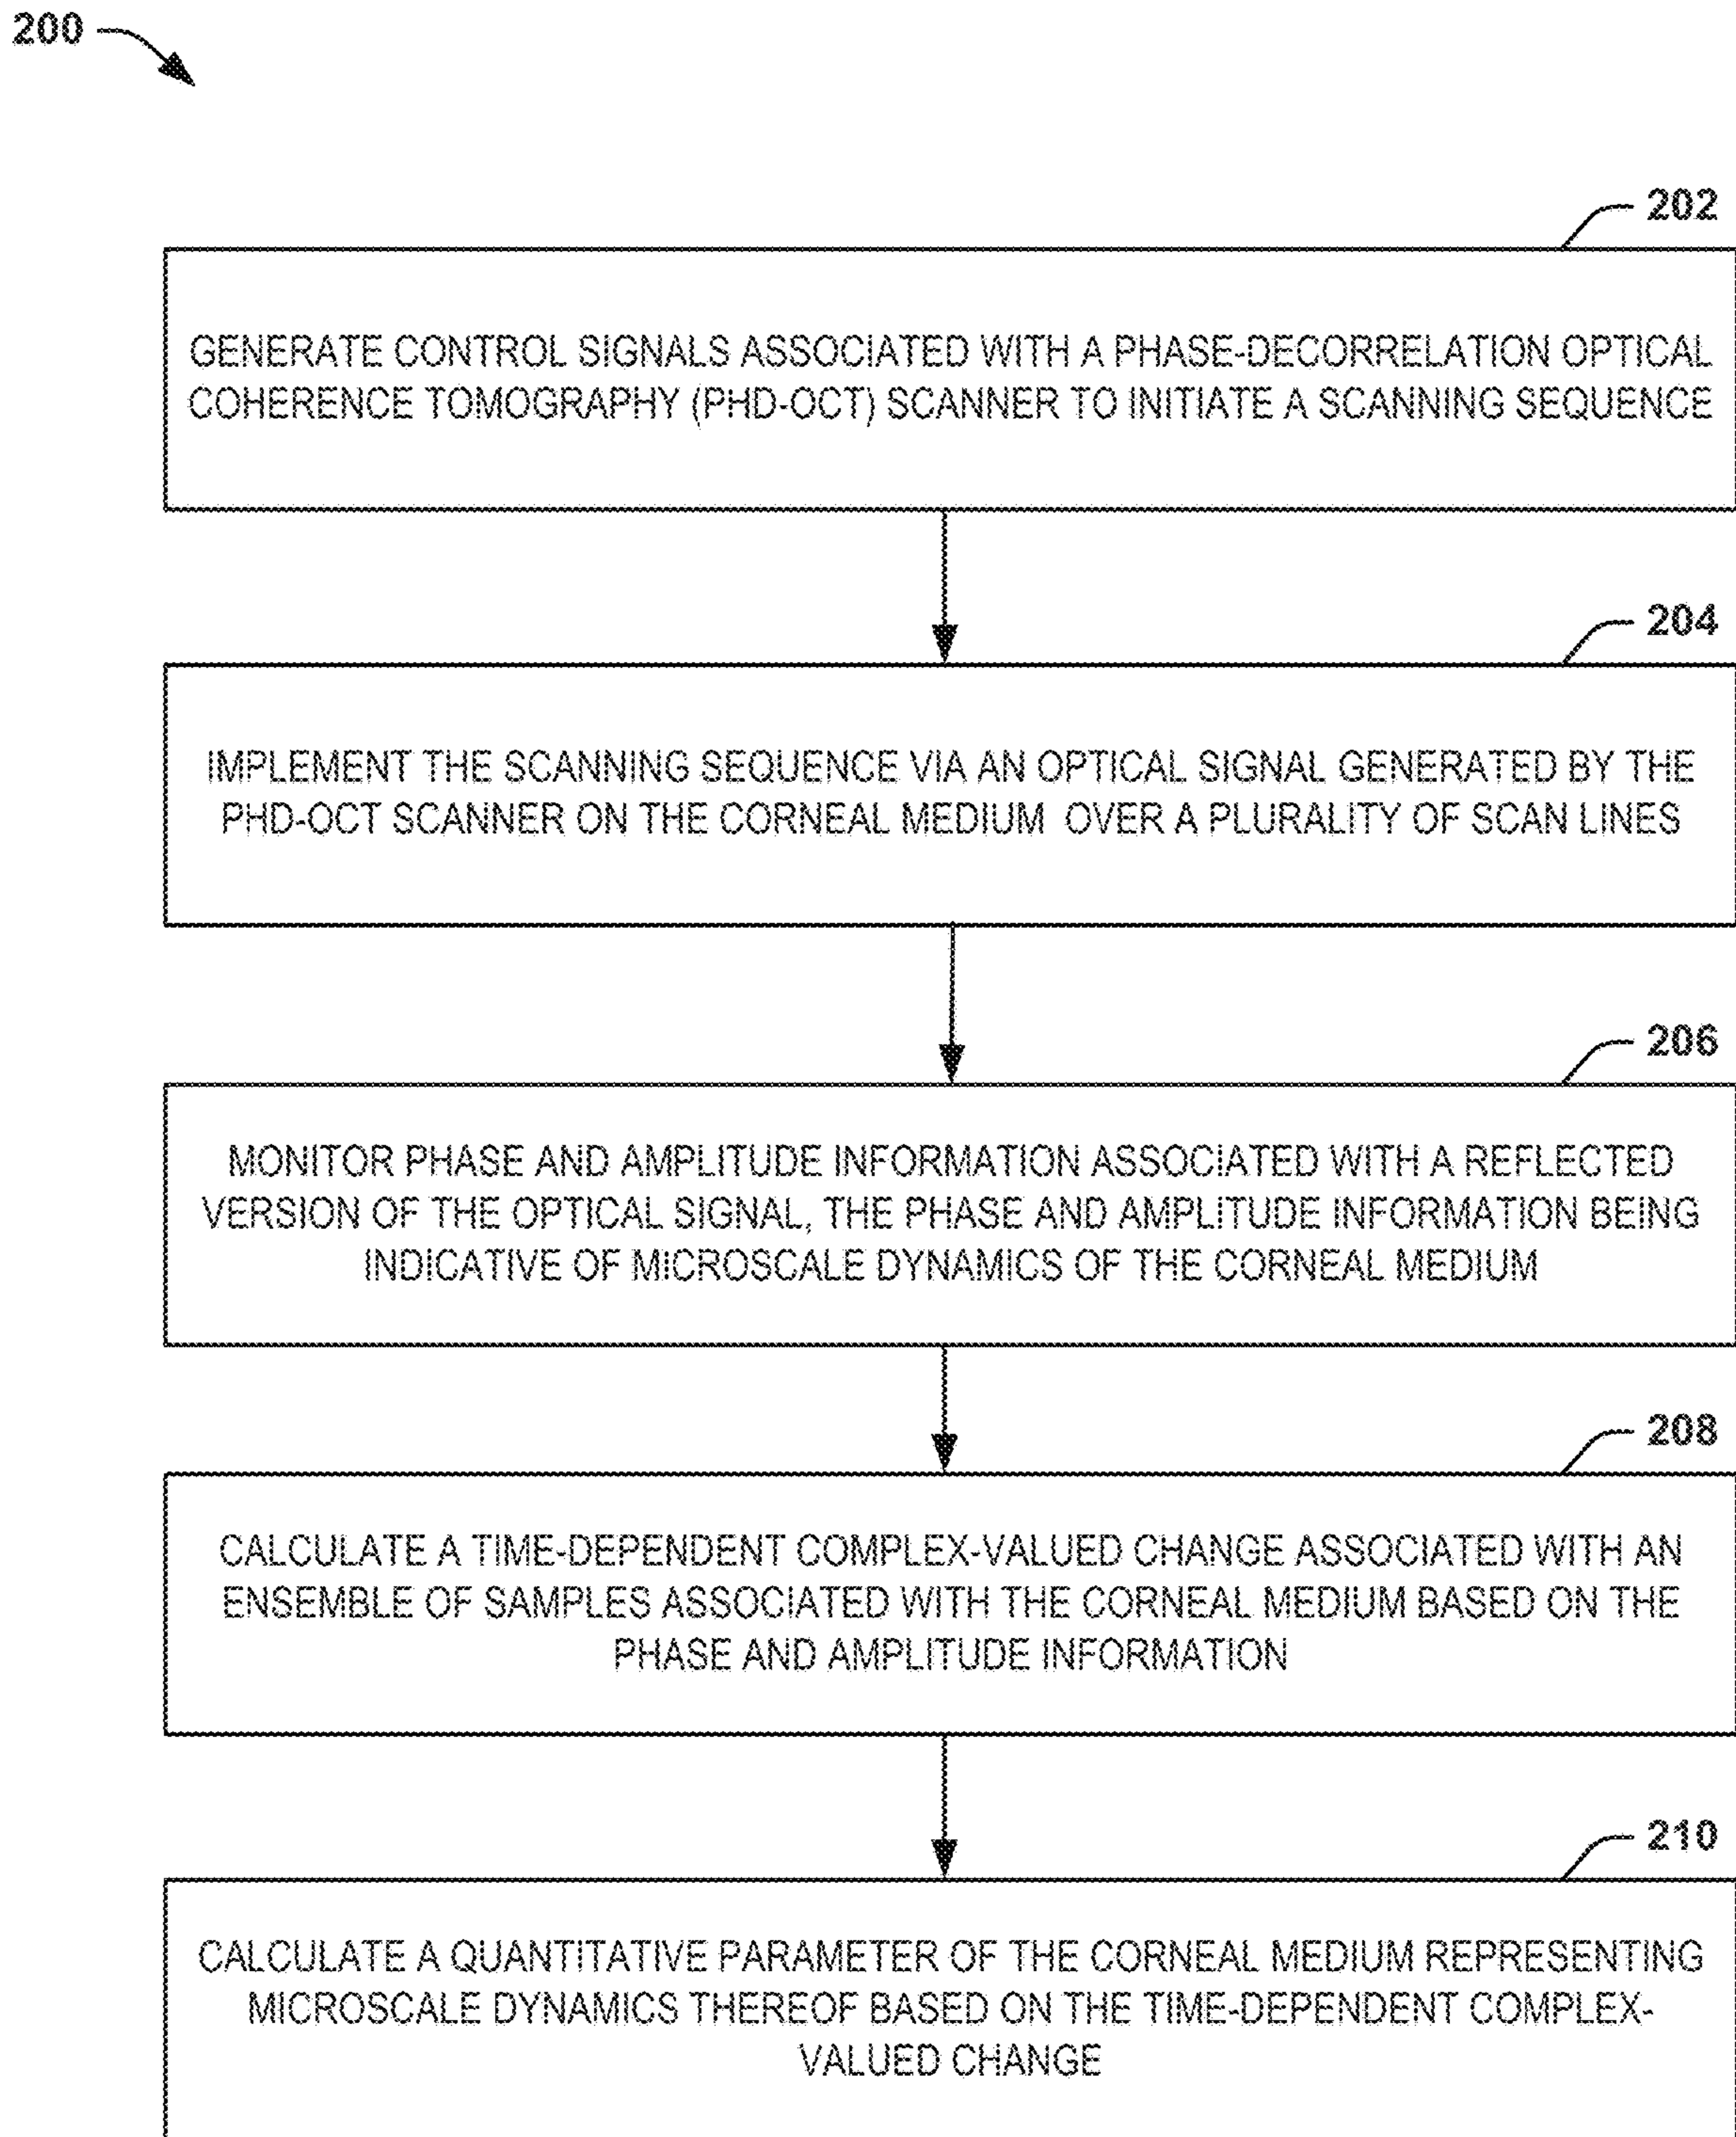 200
202
GENERATE CONTROL SIGNALS ASSOCIATED WITH A PHASE-DECORRELATION OPTICAL
COHERENCE TOMOGRAPHY (PHD-OCT) SCANNER TO INITIATE A SCANNING SEQUENCE
204
IMPLEMENT THE SCANNING SEQUENCE VIA AN OPTICAL SIGNAL GENERATED BY THE
PHD-OCT SCANNER ON THE CORNEAL MEDIUM OVER A PLURALITY OF SCAN LINES
206
MONITOR PHASE AND AMPLITUDE INFORMATION ASSOCIATED WITH A REFLECTED
VERSION OF THE OPTICAL SIGNAL, THE PHASE AND AMPLITUDE INFORMATION BEING
INDICATIVE OF MICROSCALE DYNAMICS OF THE CORNEAL MEDIUM
208
CALCULATE A TIME-DEPENDENT COMPLEX-VALUED CHANGE ASSOCIATED WITH AN
ENSEMBLE OF SAMPLES ASSOCIATED WITH THE CORNEAL MEDIUM BASED ON THE
PHASE AND AMPLITUDE INFORMATION
210
CALCULATE A QUANTITATIVE PARAMETER OF THE CORNEAL MEDIUM REPRESENTING
MICROSCALE DYNAMICS THEREOF BASED ON THE TIME-DEPENDENT COMPLEX-
VALUED CHANGE